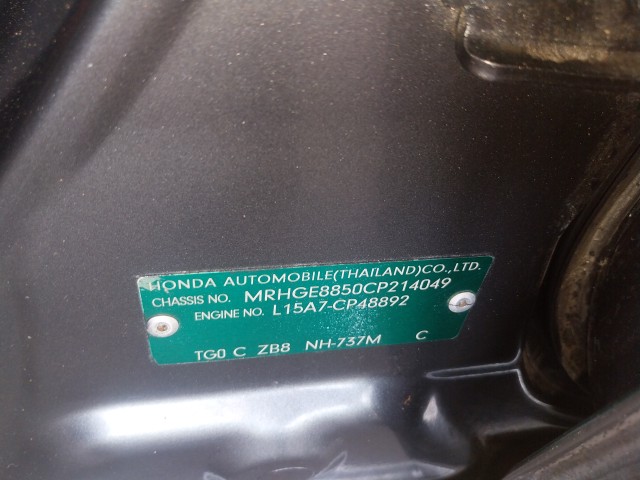 HONDA AUTOMOBILE(THAILAND)CO.,LTD.
CHASSIS NO. MRHGE8850CP214049
ENGINE NO. L15A7-CP48892
TG0 C ZB8 NH-737M C